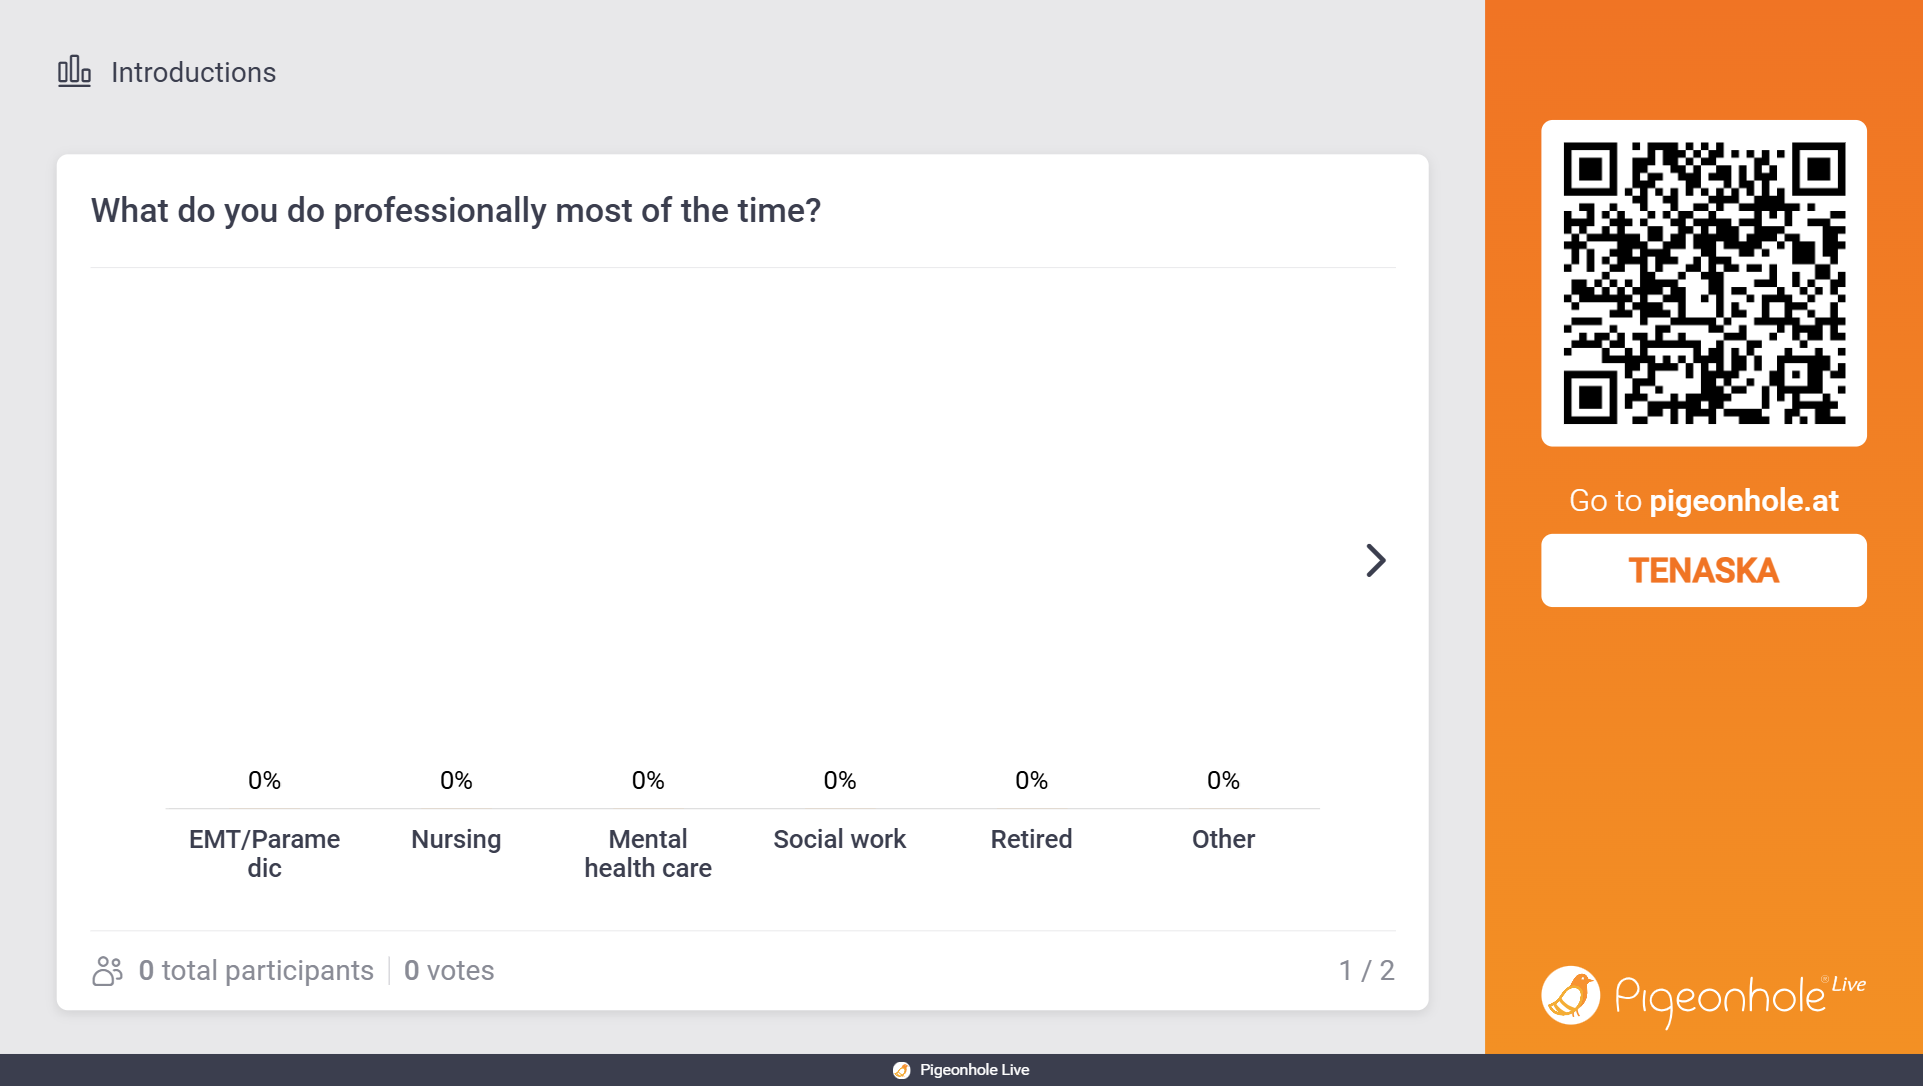 Introductions
What do you do professionally most of the time?
0% 0% 0% 0% 0% 0%
EMT/Parame
dic
Nursing
Mental
health care
Social work
Retired
Other
0 total participants | 0 votes
1 / 2
Go to pigeonhole.at
TENASKA
Pigeonhole® Live
Pigeonhole Live